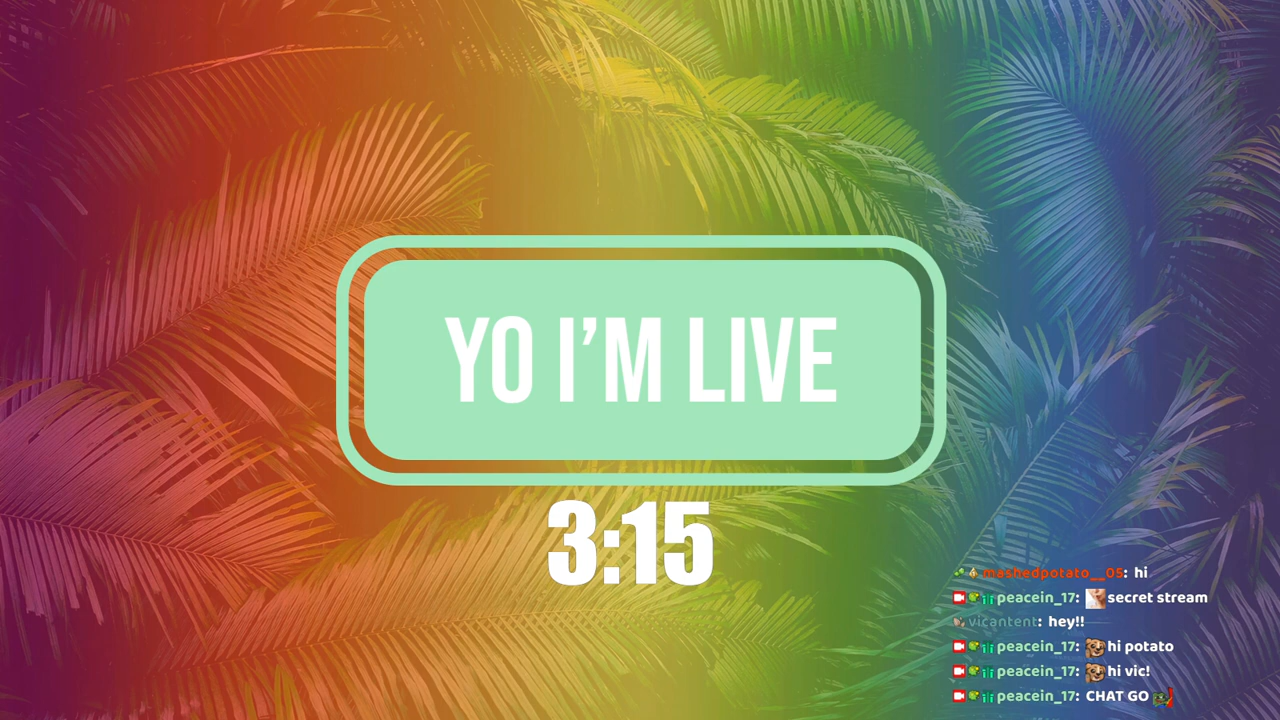 YO I’M LIVE
3:15
mashedpotato__05: hi
peacein_17: secret stream
vicantent: hey!!
peacein_17: hi potato
peacein_17: hi vic!
peacein_17: CHAT GO